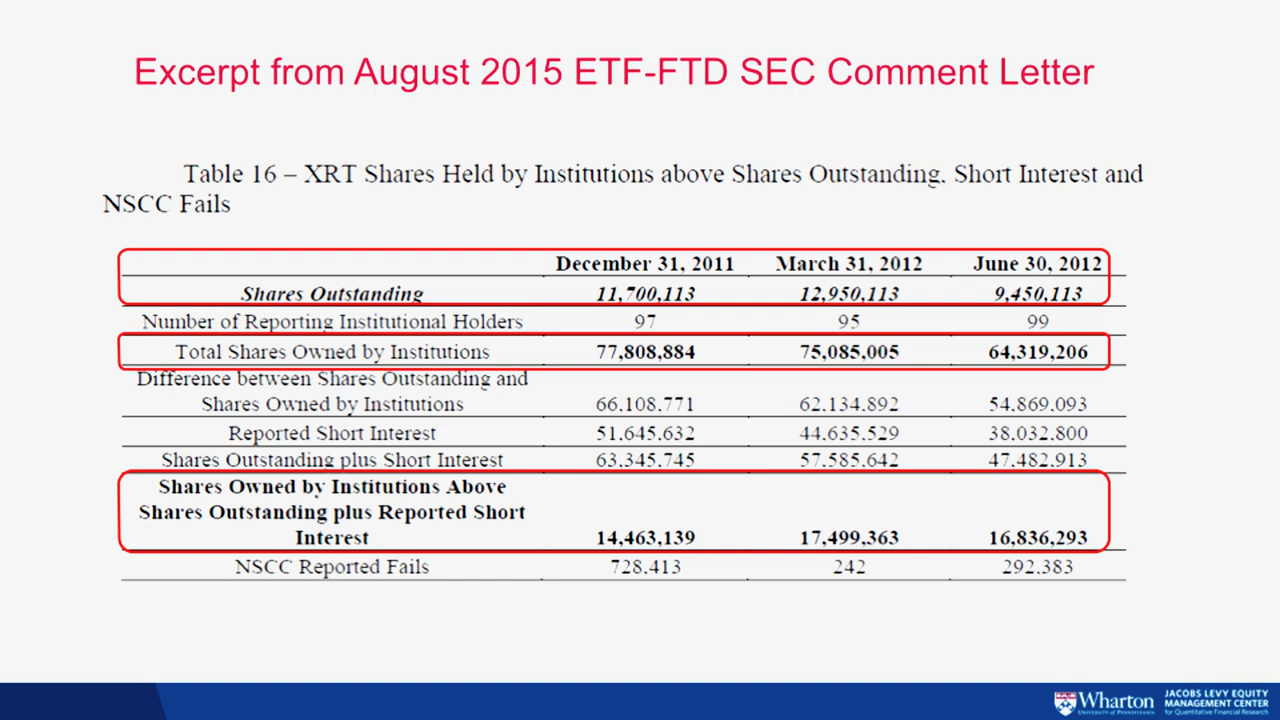 Excerpt from August 2015 ETF-FTD SEC Comment Letter
Table 16 – XRT Shares Held by Institutions above Shares Outstanding, Short Interest and
NSCC Fails
December 31, 2011 March 31, 2012 June 30, 2012
Shares Outstanding 11,700,113 12,950,113 9,450,113
Number of Reporting Institutional Holders 97 95 99
Total Shares Owned by Institutions 77,808,884 75,085,005 64,319,206
Difference between Shares Outstanding and
Shares Owned by Institutions 66,108,771 62,134,892 54,869,093
Reported Short Interest 51,645,632 44,635,529 38,032,800
Shares Outstanding plus Short Interest 63,345,745 57,585,642 47,482,913
Shares Owned by Institutions Above
Shares Outstanding plus Reported Short
Interest 14,463,139 17,499,363 16,836,293
NSCC Reported Fails 728,413 242 292,383
Wharton
UNIVERSITY of PENNSYLVANIA
JACOBS LEVY EQUITY
MANAGEMENT CENTER
for Quantitative Financial Research